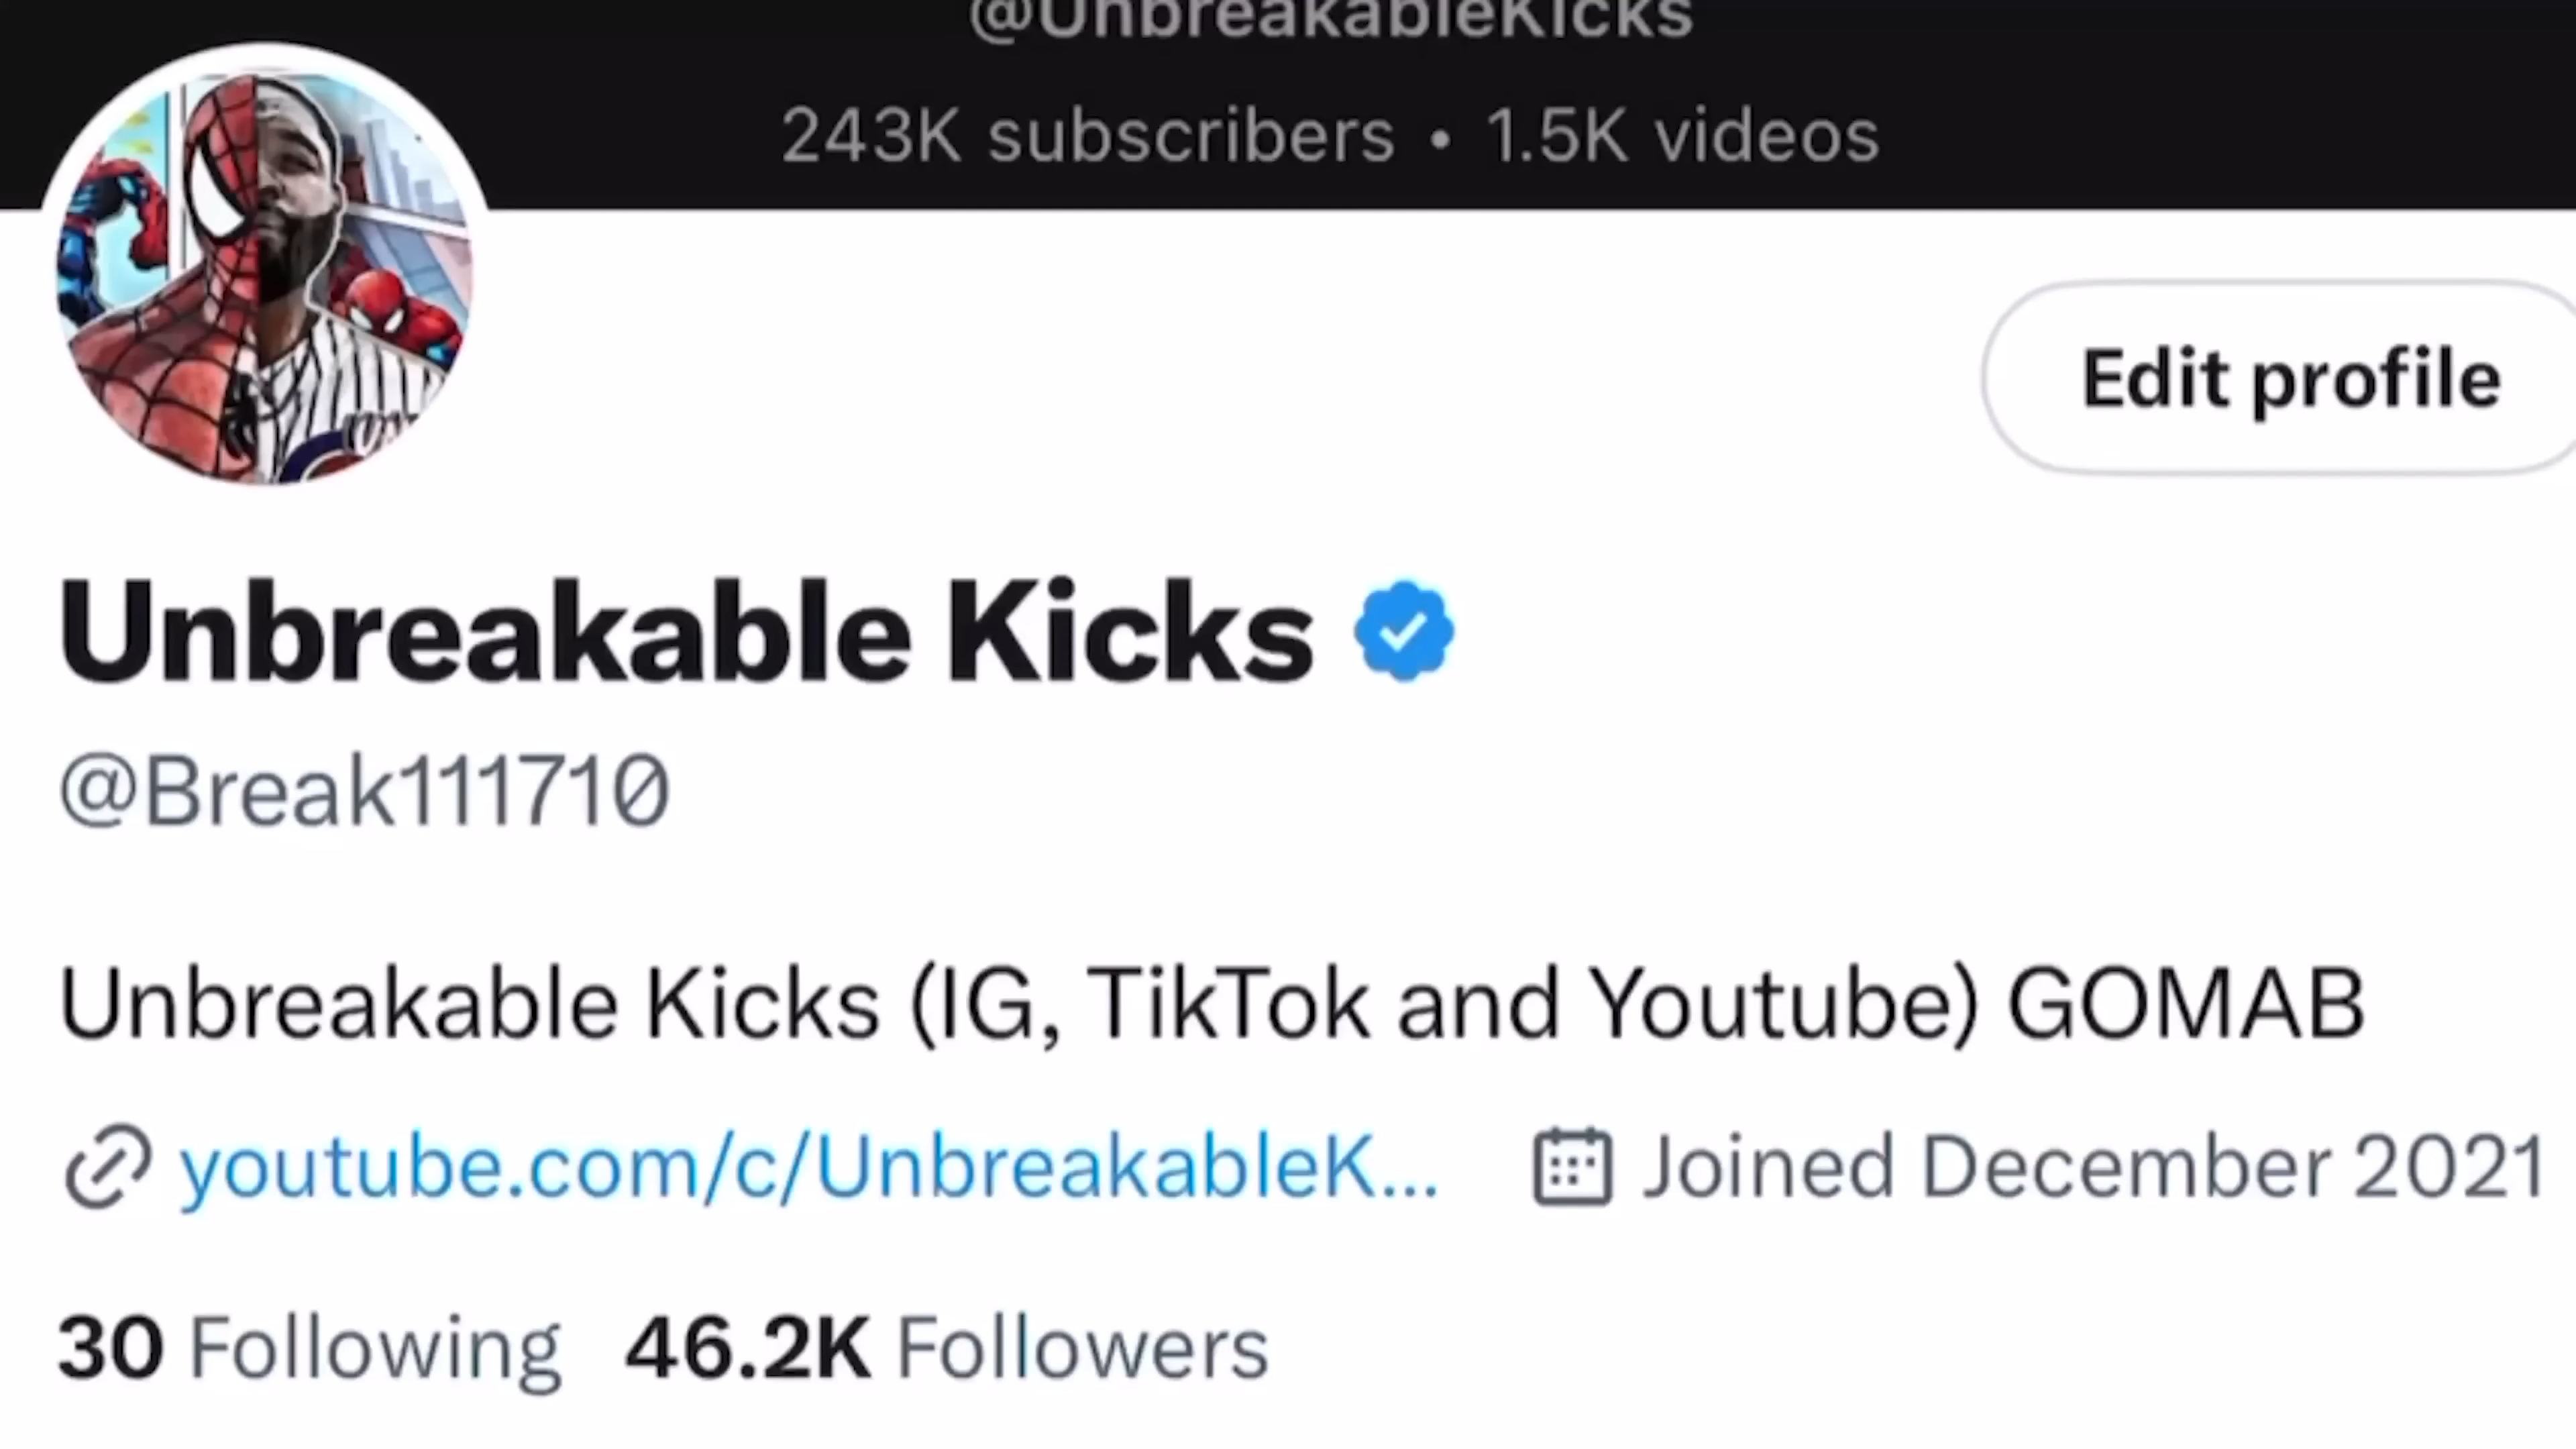 @UnbreakableKicks
243K subscribers • 1.5K videos
Edit profile
Unbreakable Kicks
@Break111710
Unbreakable Kicks (IG, TikTok and Youtube) GOMAB
youtube.com/c/UnbreakableK... Joined December 2021
30 Following 46.2K Followers